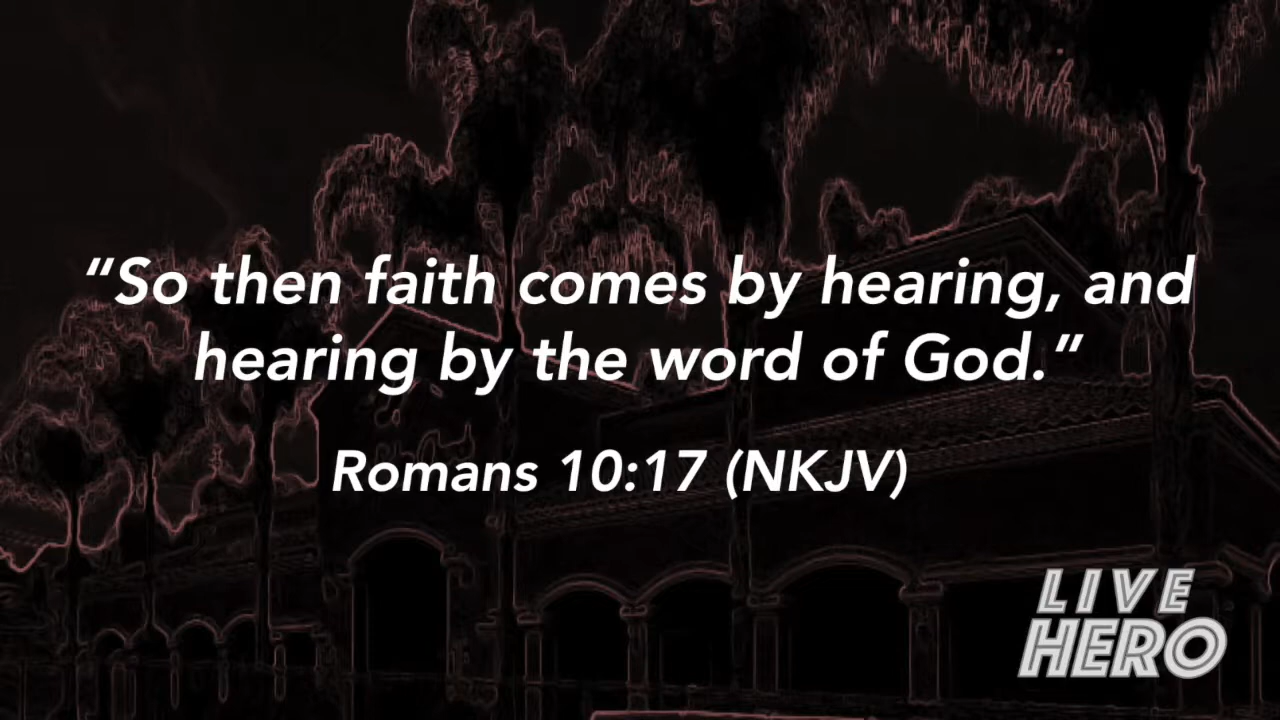 “So then faith comes by hearing, and
hearing by the word of God.”
Romans 10:17 (NKJV)
LIVE
HERO